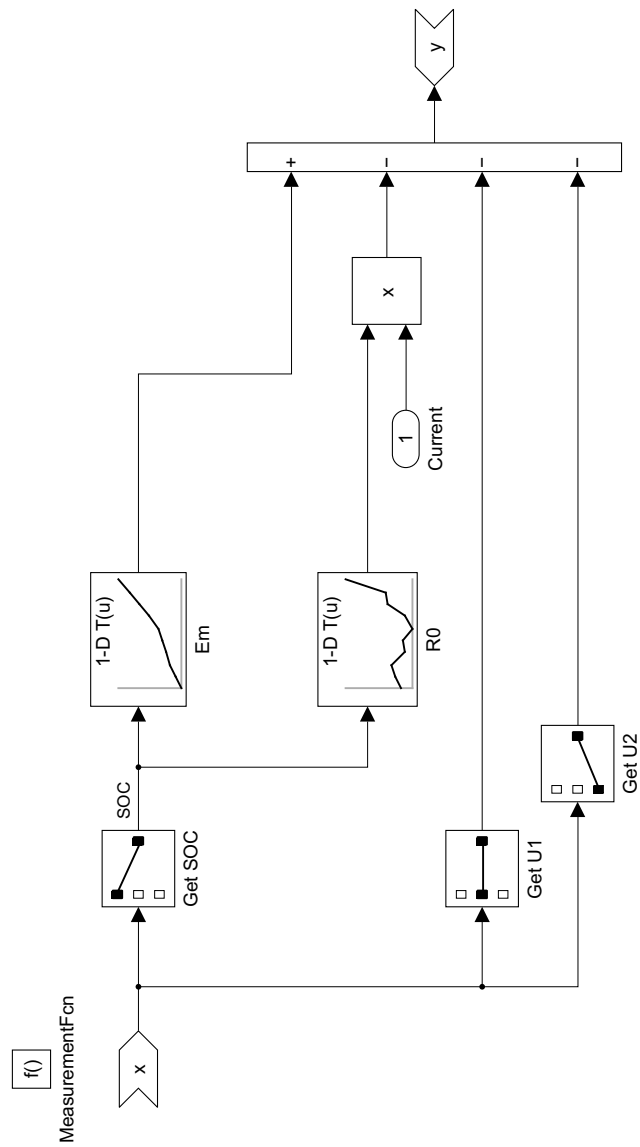 f()
MeasurementFcn
x
Get SOC
SOC
1-D T(u)
Em
1-D T(u)
R0
1
Current
x
Get U1
Get U2
+
−
−
−
y